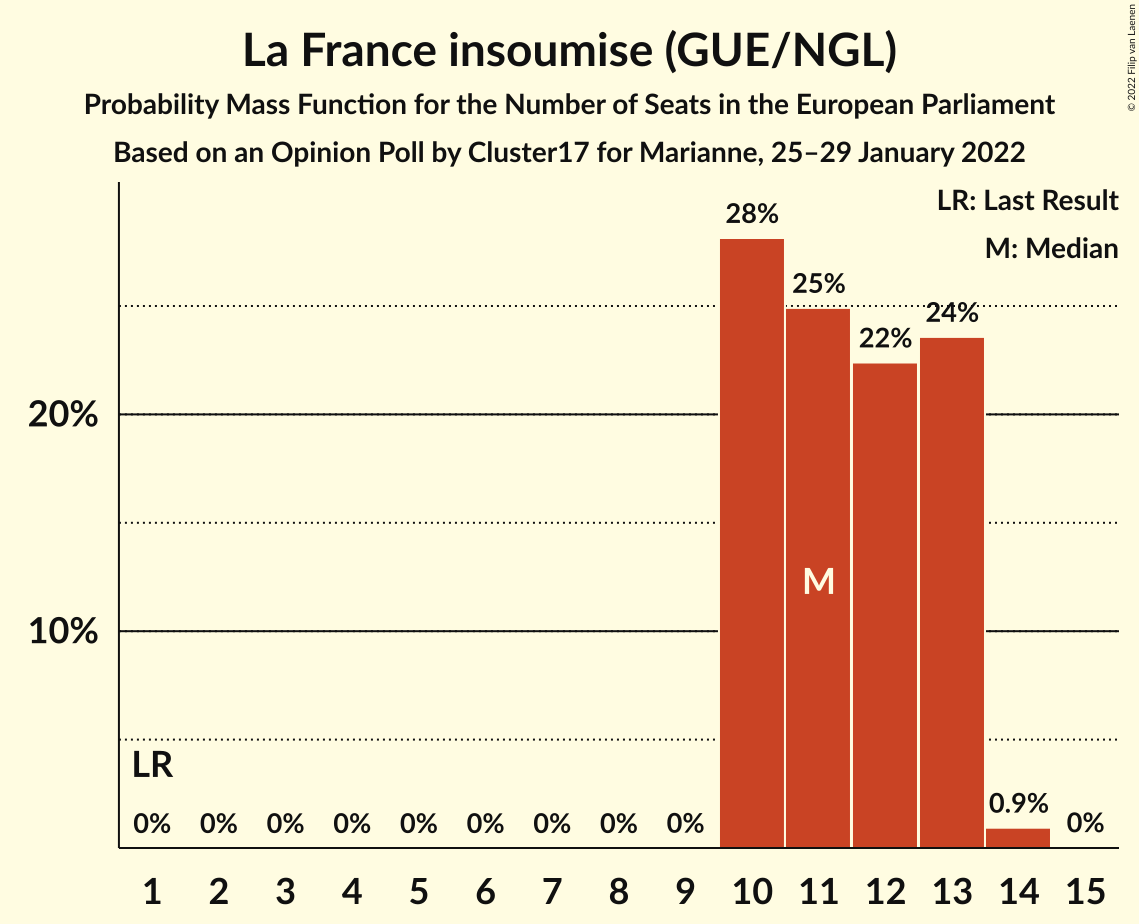 La France insoumise (GUE/NGL)
Probability Mass Function for the Number of Seats in the European Parliament
Based on an Opinion Poll by Cluster17 for Marianne, 25–29 January 2022
© 2022 Filip van Laenen
LR: Last Result
M: Median
28%
25%
24%
22%
20%
10%
M
LR
0% 0% 0% 0% 0% 0% 0% 0% 0% 0.9% 0%
1 2 3 4 5 6 7 8 9 10 11 12 13 14 15